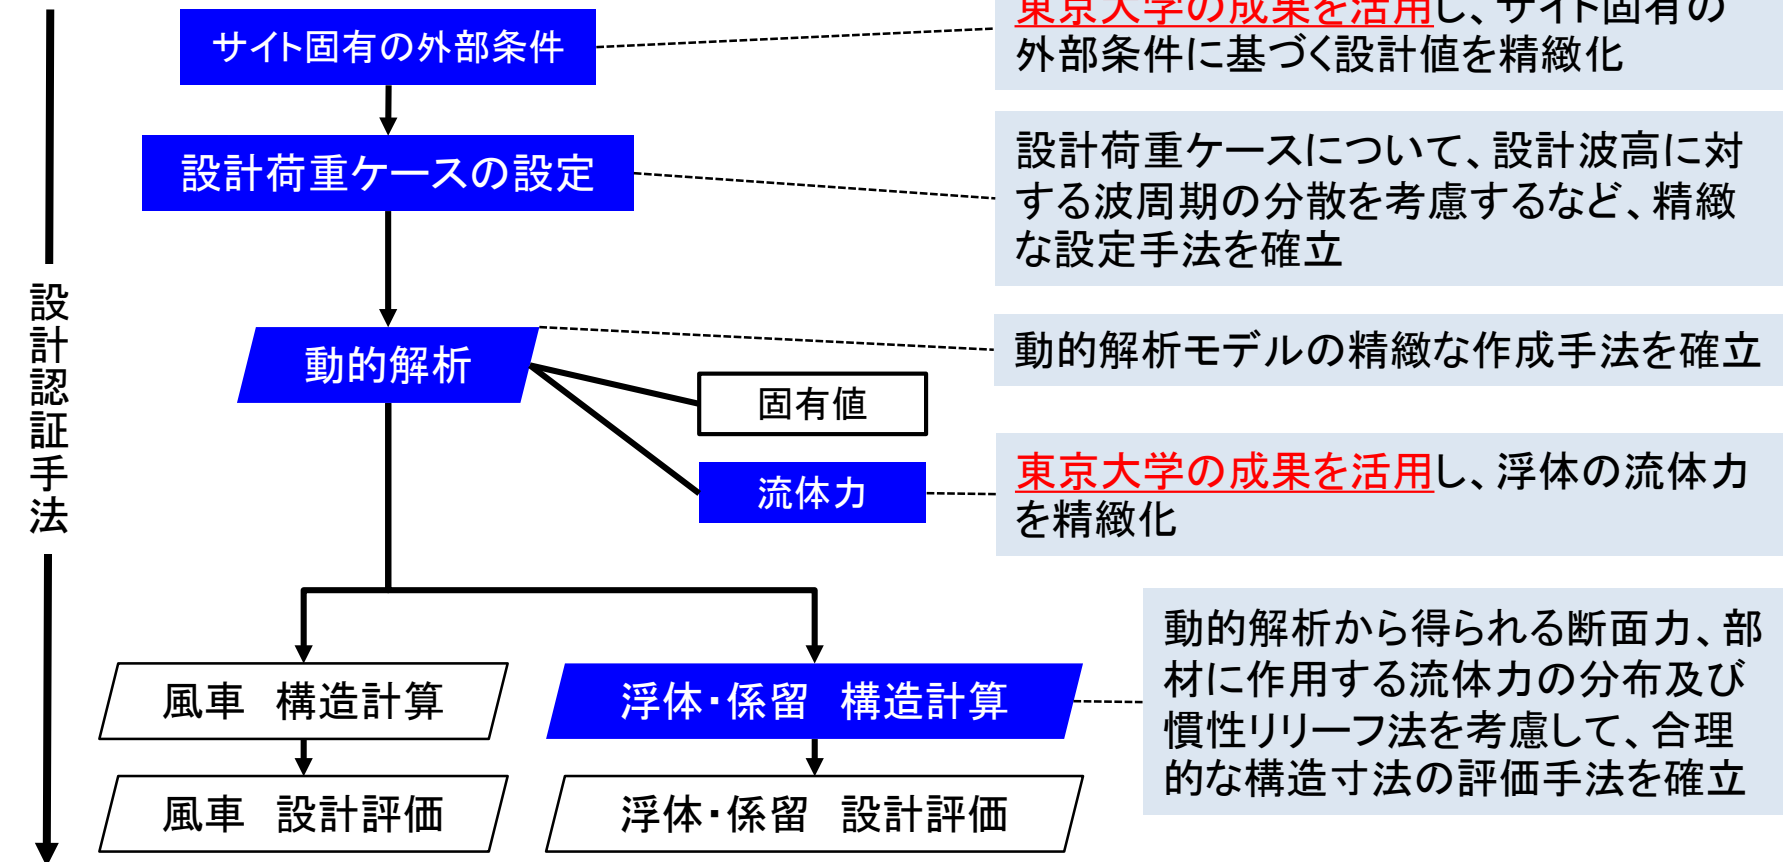 東京大学の成果を活用し、サイト固有の
外部条件に基づく設計値を精緻化
サイト固有の外部条件
設計荷重ケースの設定
設計荷重ケースについて、設計波高に対
する波周期の分散を考慮するなど、精緻
な設定手法を確立
設計認証手法
動的解析
動的解析モデルの精緻な作成手法を確立
固有値
流体力
東京大学の成果を活用し、浮体の流体力
を精緻化
風車　構造計算
浮体・係留　構造計算
動的解析から得られる断面力、部
材に作用する流体力の分布及び
慣性リリーフ法を考慮して、合理
的な構造寸法の評価手法を確立
風車　設計評価
浮体・係留　設計評価